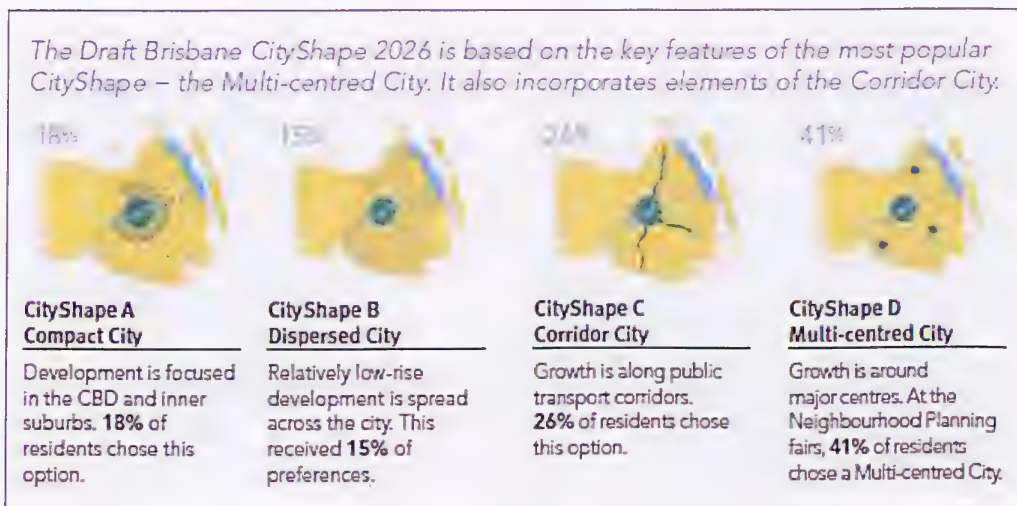 The Draft Brisbane CityShape 2026 is based on the key features of the most popular
CityShape – the Multi-centred City. It also incorporates elements of the Corridor City.
18%
15%
26%
41%
CityShape A
Compact City
Development is focused
in the CBD and inner
suburbs. 18% of
residents chose this
option.
CityShape B
Dispersed City
Relatively low-rise
development is spread
across the city. This
received 15% of
preferences.
CityShape C
Corridor City
Growth is along public
transport corridors.
26% of residents chose
this option.
CityShape D
Multi-centred City
Growth is around
major centres. At the
Neighbourhood Planning
fairs, 41% of residents
chose a Multi-centred City.